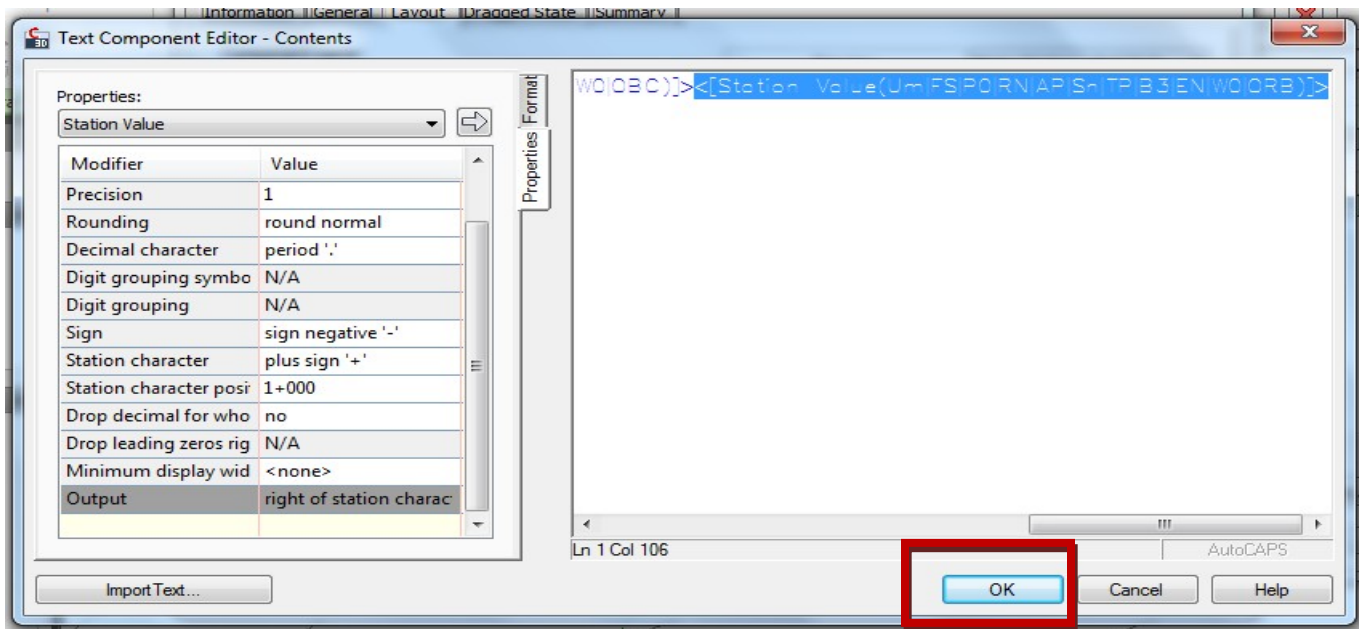 Information General Layout Dragged State Summary
Text Component Editor - Contents
Properties:
Station Value
Modifier Value
Precision 1
Rounding round normal
Decimal character period '.'
Digit grouping symbo N/A
Digit grouping N/A
Sign sign negative '-'
Station character plus sign '+'
Station character posi 1+000
Drop decimal for who no
Drop leading zeros rig N/A
Minimum display wid <none>
Output right of station charac
Format
Properties
W0|OBC)]><[Station Value(Um|FS|P0|RN|AP|Sn|TP|B3|EN|W0|ORB)]>
Ln 1 Col 106
AutoCAPS
Import Text...
OK
Cancel
Help